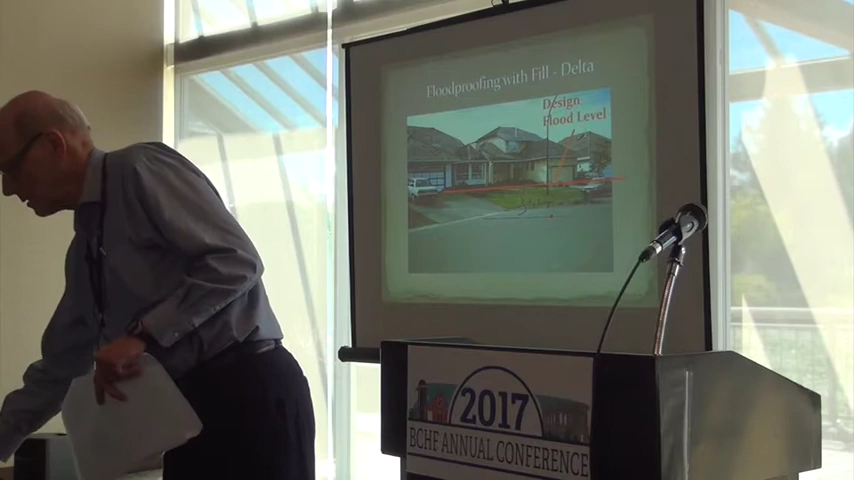 Floodproofing with Fill - Delta
Design
Flood Level
2017
BCHF ANNUAL CONFERENCE